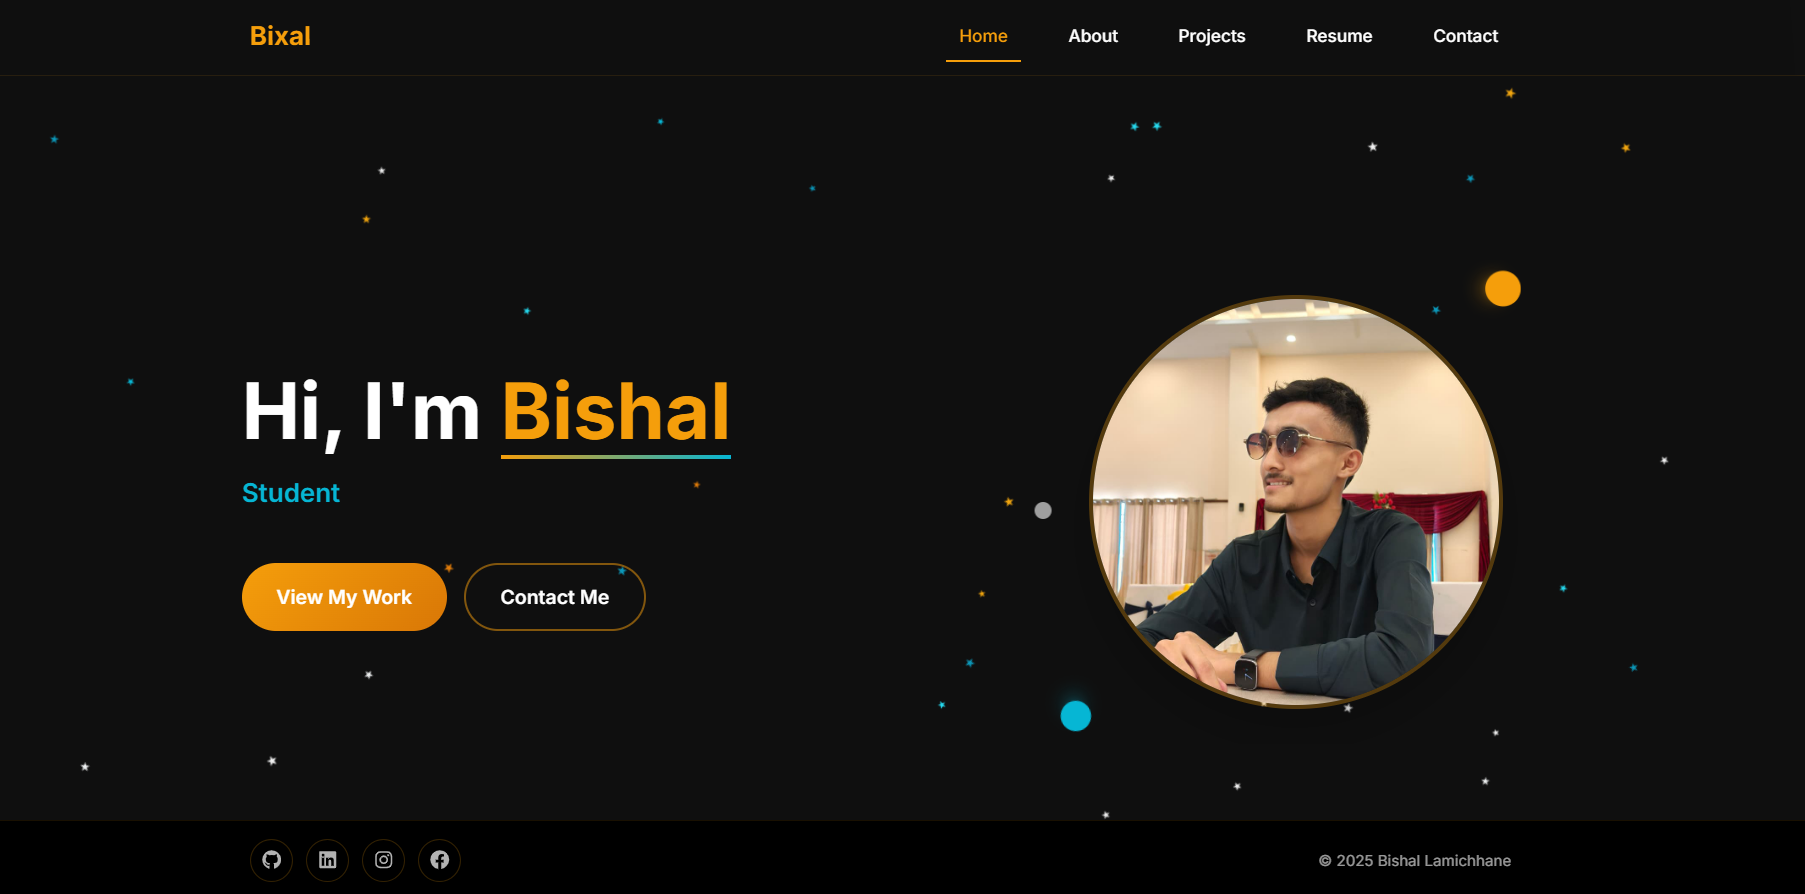 Bixal
Home About Projects Resume Contact
Hi, I'm Bishal
Student
View My Work Contact Me
© 2025 Bishal Lamichhane